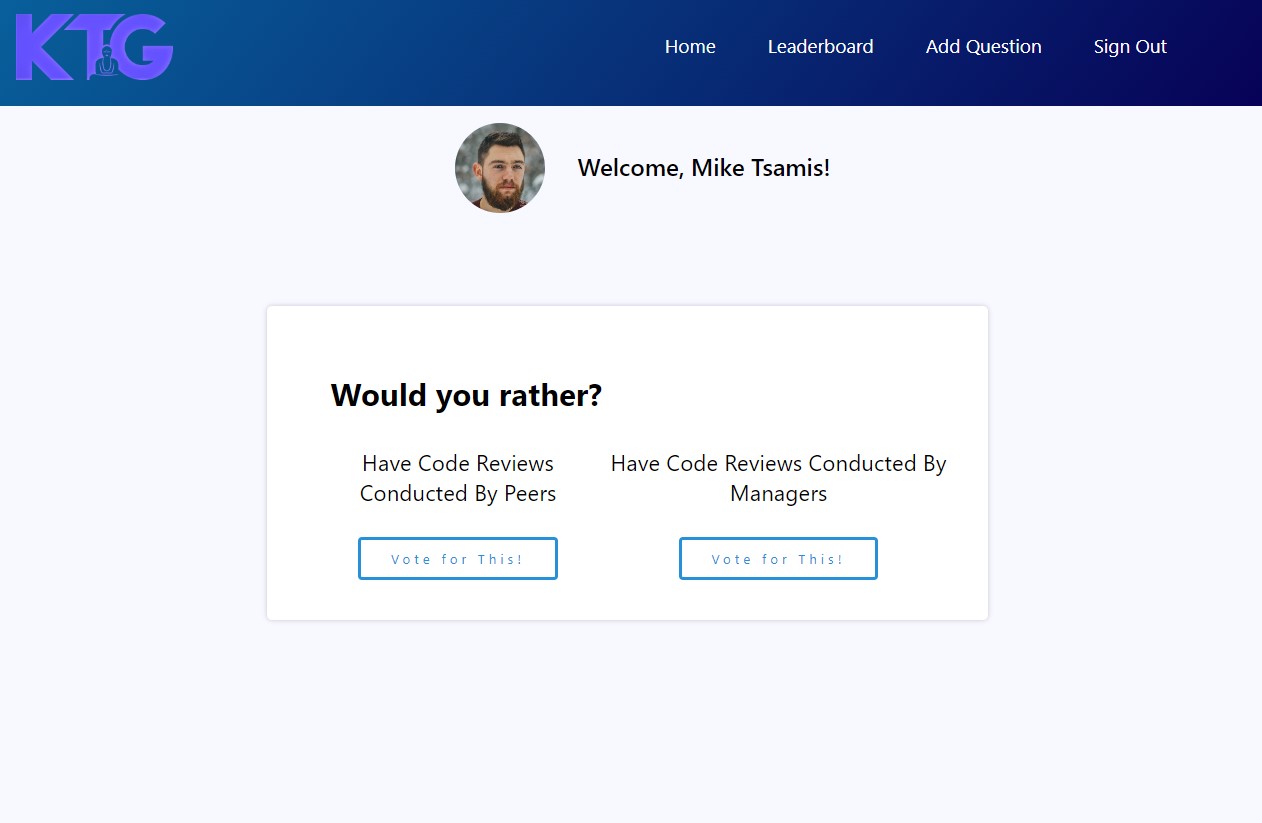 KTG
Home Leaderboard Add Question Sign Out
Welcome, Mike Tsamis!
Would you rather?
Have Code Reviews
Conducted By Peers
Vote for This!
Have Code Reviews Conducted By
Managers
Vote for This!